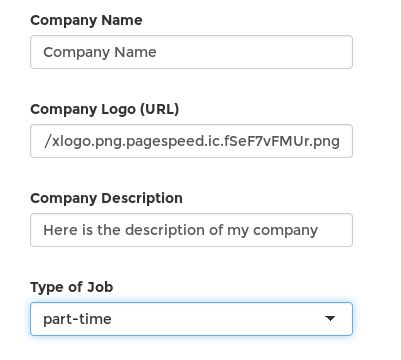 Company Name
Company Name
Company Logo (URL)
/xlogo.png.pagespeed.ic.fSeF7vFMUr.png
Company Description
Here is the description of my company
Type of Job
part-time